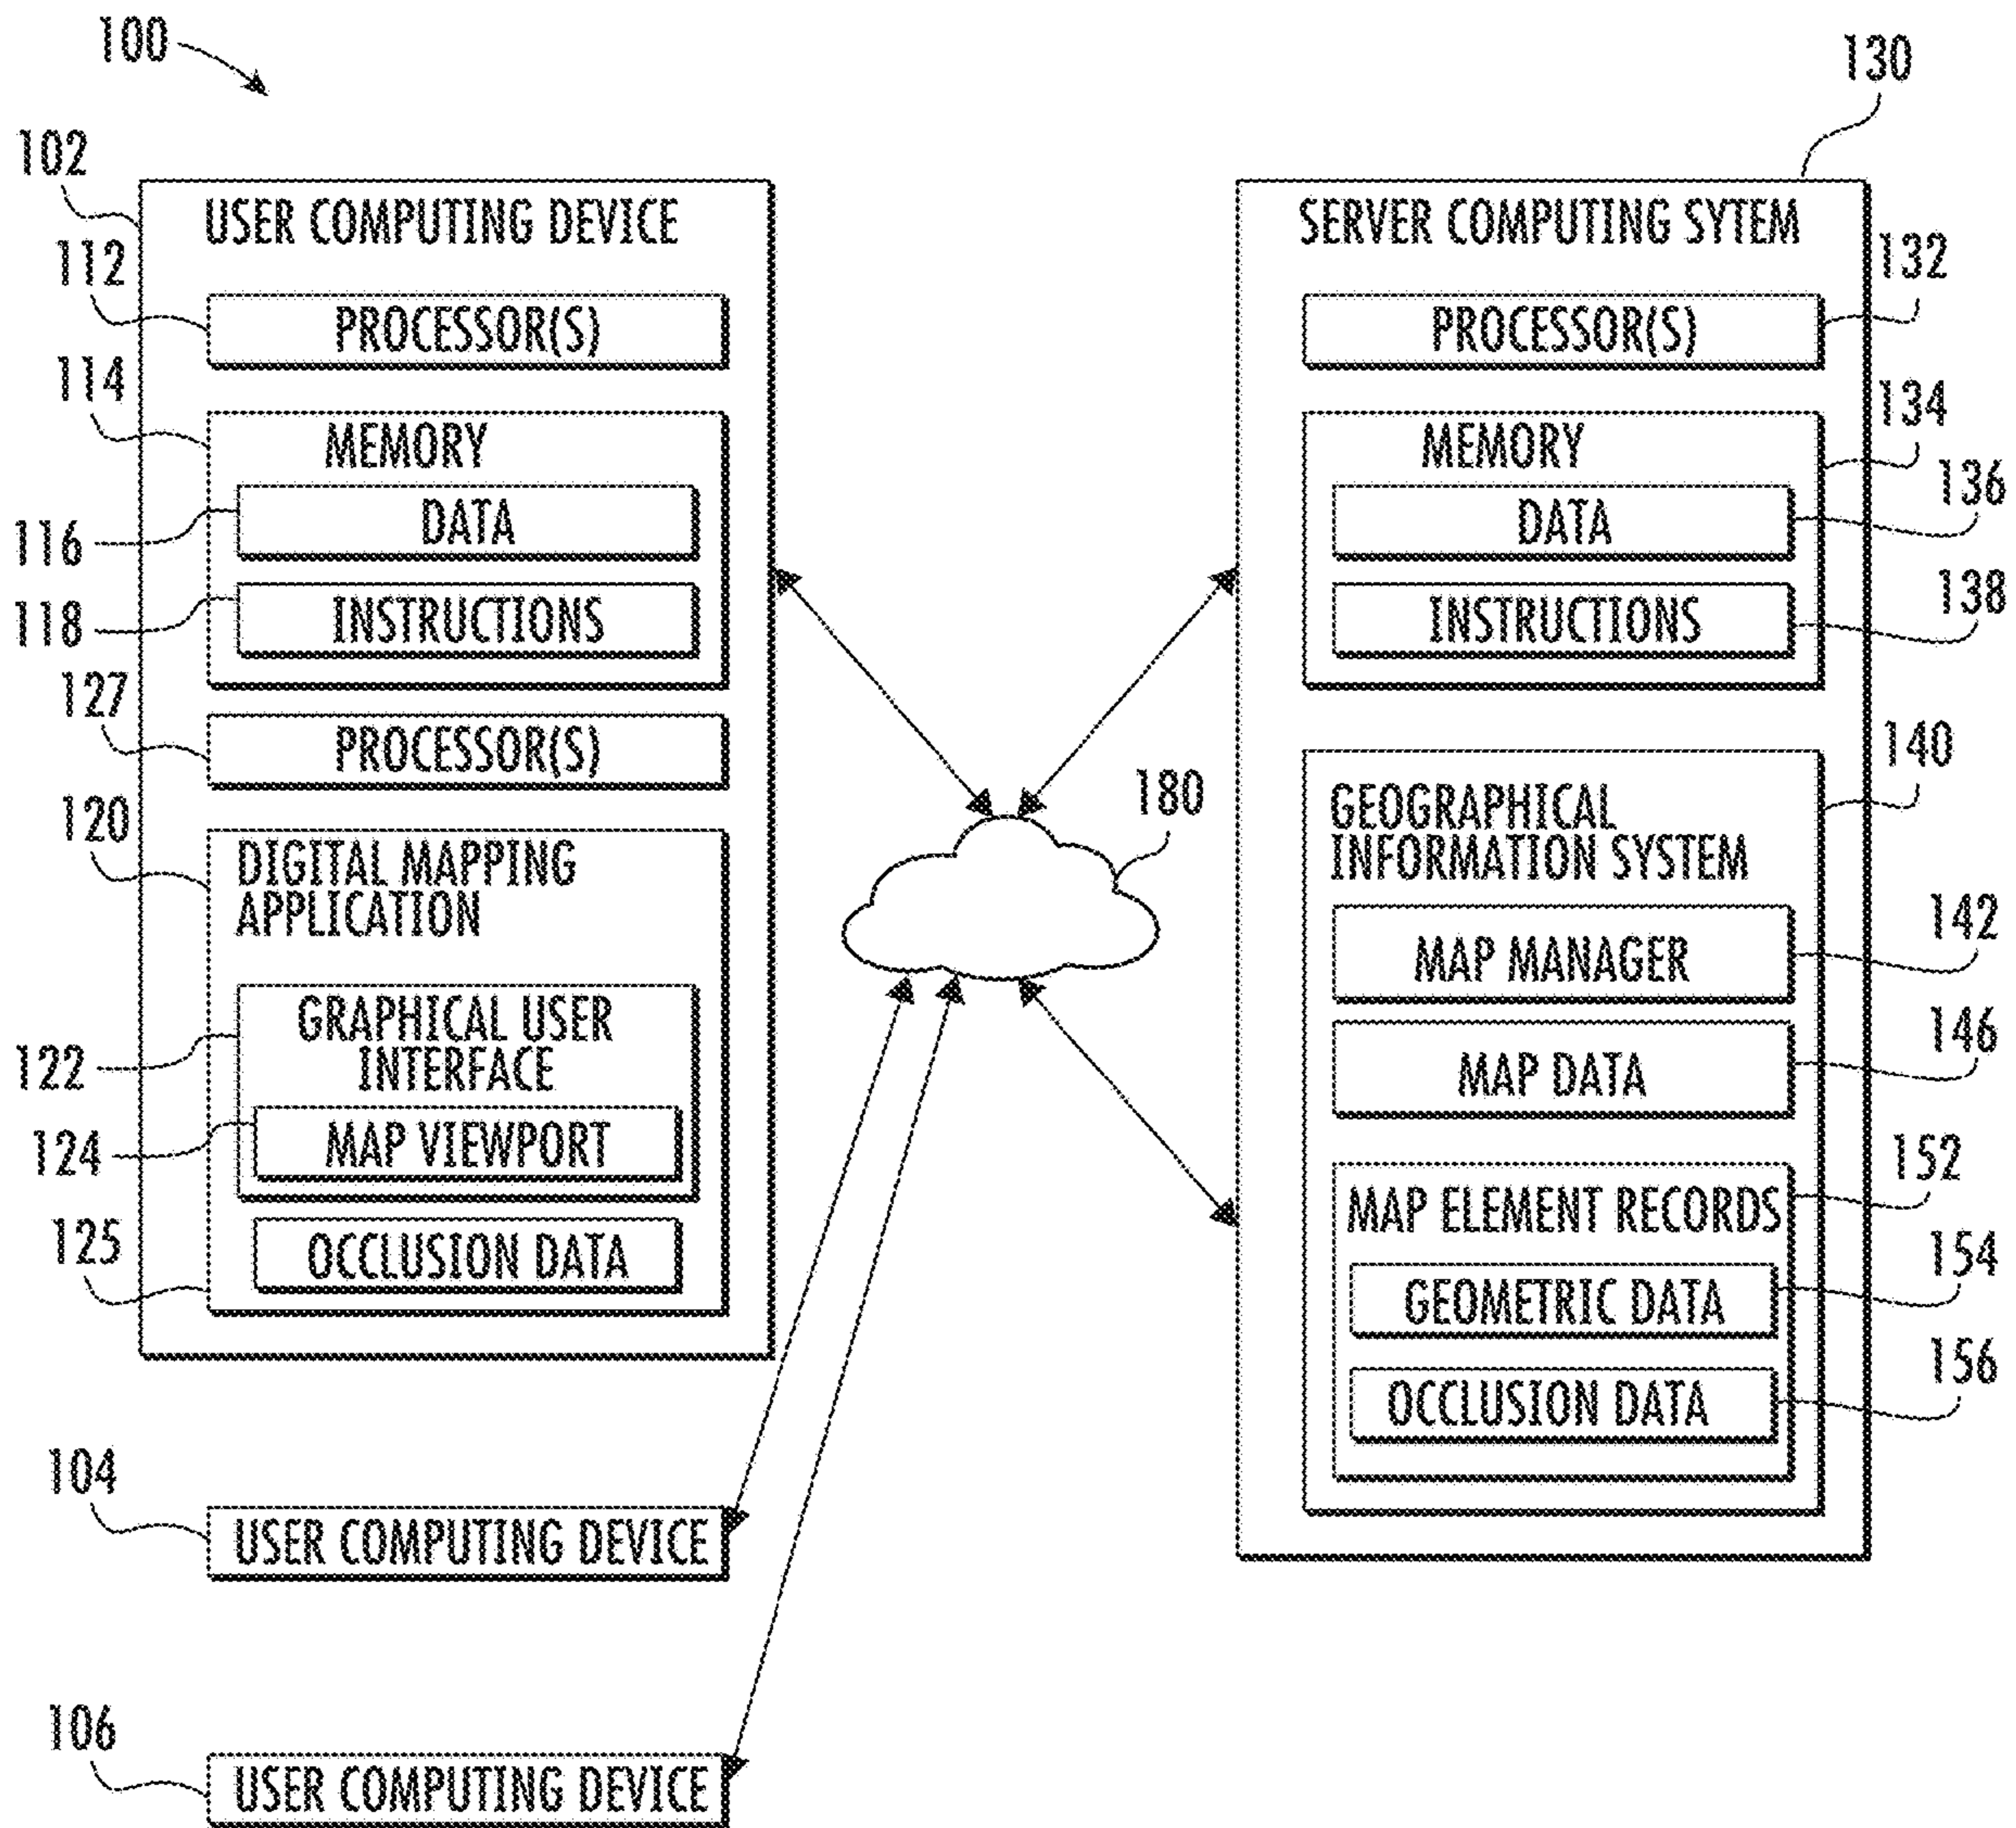 100
130
102
USER COMPUTING DEVICE
112
PROCESSOR(S)
114
MEMORY
DATA
116
INSTRUCTIONS
118
127
PROCESSOR(S)
120
DIGITAL MAPPING
APPLICATION
GRAPHICAL USER
INTERFACE
122
MAP VIEWPORT
124
125
OCCLUSION DATA
104
USER COMPUTING DEVICE
106
USER COMPUTING DEVICE
180
SERVER COMPUTING SYTEM
132
PROCESSOR(S)
134
MEMORY
136
DATA
138
INSTRUCTIONS
140
GEOGRAPHICAL
INFORMATION SYSTEM
142
MAP MANAGER
146
MAP DATA
152
MAP ELEMENT RECORDS
154
GEOMETRIC DATA
156
OCCLUSION DATA